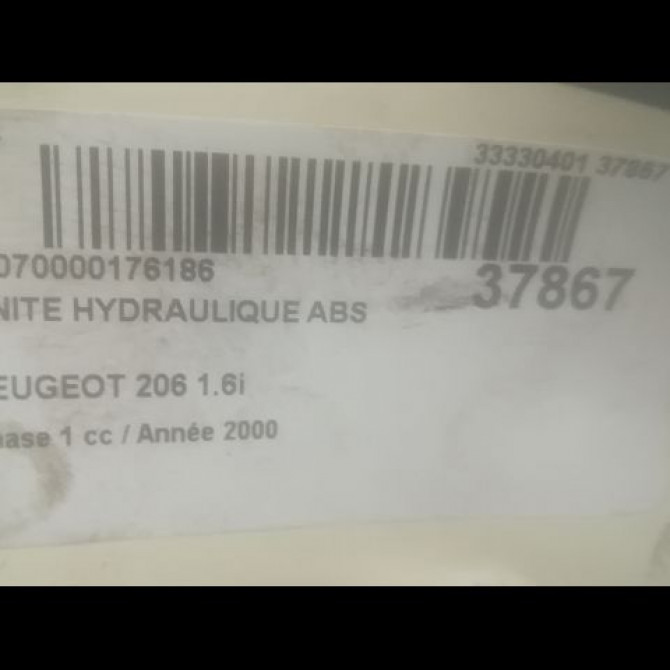 33330401 37867
070000176186
37867
NITE HYDRAULIQUE ABS
EUGEOT 206 1.6i
hase 1 cc / Année 2000